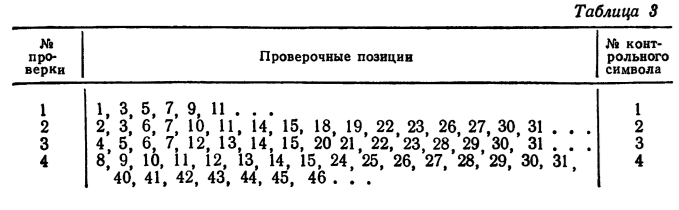 Таблица 3
№ про-верки | Проверочные позиции | № конт-рольного символа
1 | 1, 3, 5, 7, 9, 11 . . . | 1
2 | 2, 3, 6, 7, 10, 11, 14, 15, 18, 19, 22, 23, 26, 27, 30, 31 . . . | 2
3 | 4, 5, 6, 7, 12, 13, 14, 15, 20 21, 22, 23, 28, 29, 30, 31 . . . | 3
4 | 8, 9, 10, 11, 12, 13, 14, 15, 24, 25, 26, 27, 28, 29, 30, 31, | 4
40, 41, 42, 43, 44, 45, 46 . . .